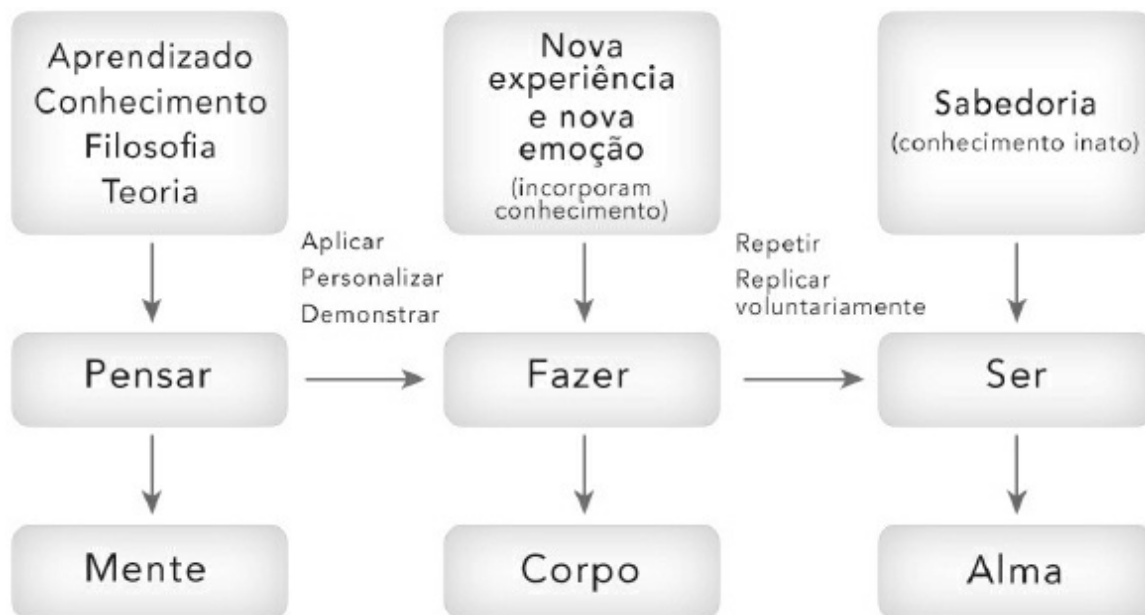 Aprendizado
Conhecimento
Filosofia
Teoria
Nova
experiência
e nova
emoção
(incorporam
conhecimento)
Sabedoria
(conhecimento inato)
Aplicar
Personalizar
Demonstrar
Repetir
Replicar
voluntariamente
Pensar
Fazer
Ser
Mente
Corpo
Alma